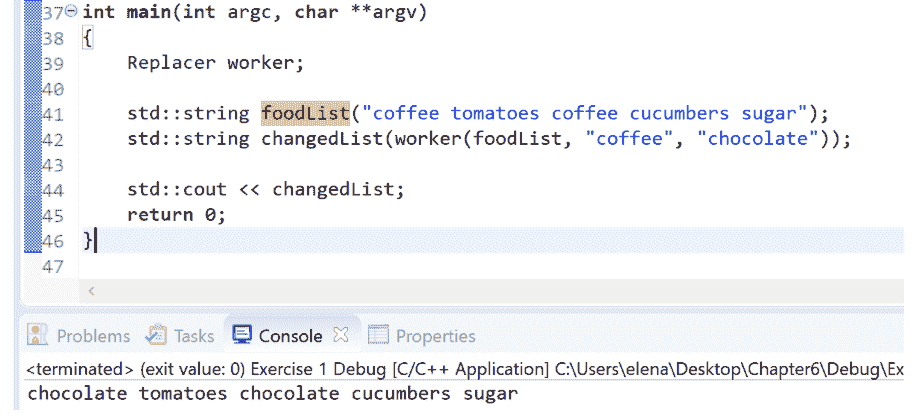 37 int main(int argc, char **argv)
38 {
39 Replacer worker;
40
41 std::string foodList("coffee tomatoes coffee cucumbers sugar");
42 std::string changedList(worker(foodList, "coffee", "chocolate"));
43
44 std::cout << changedList;
45 return 0;
46 }
47
Problems Tasks Console Properties
<terminated> (exit value: 0) Exercise 1 Debug [C/C++ Application] C:\Users\elena\Desktop\Chapter6\Debug\Ex
chocolate tomatoes chocolate cucumbers sugar